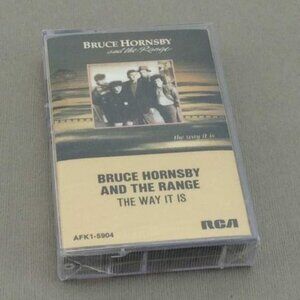 BRUCE HORNSBY
and the Range
the way it is
BRUCE HORNSBY
AND THE RANGE
THE WAY IT IS
AFK1-5904
RCA